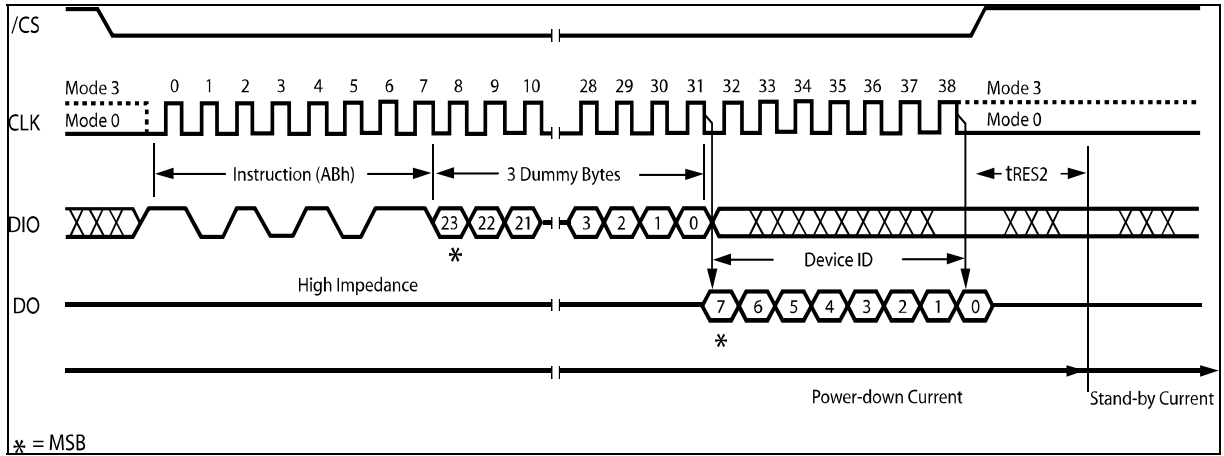 /CS
Mode 3
0 1 2 3 4 5 6 7 8 9 10 28 29 30 31 32 33 34 35 36 37 38
Mode 3
CLK
Mode 0
Mode 0
Instruction (ABh)
3 Dummy Bytes
tRES2
DIO
23 22 21 3 2 1 0
*
Device ID
High Impedance
DO
7 6 5 4 3 2 1 0
*
Power-down Current
Stand-by Current
* = MSB